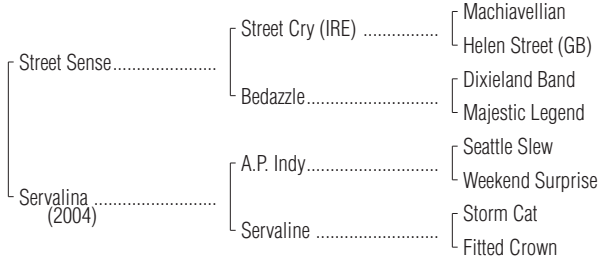 Machiavellian
Street Cry (IRE) ................
Helen Street (GB)
Street Sense......................
Dixieland Band
Bedazzle............................
Majestic Legend
Seattle Slew
A.P. Indy............................
Weekend Surprise
Servalina ..........................
(2004)
Storm Cat
Servaline ..........................
Fitted Crown